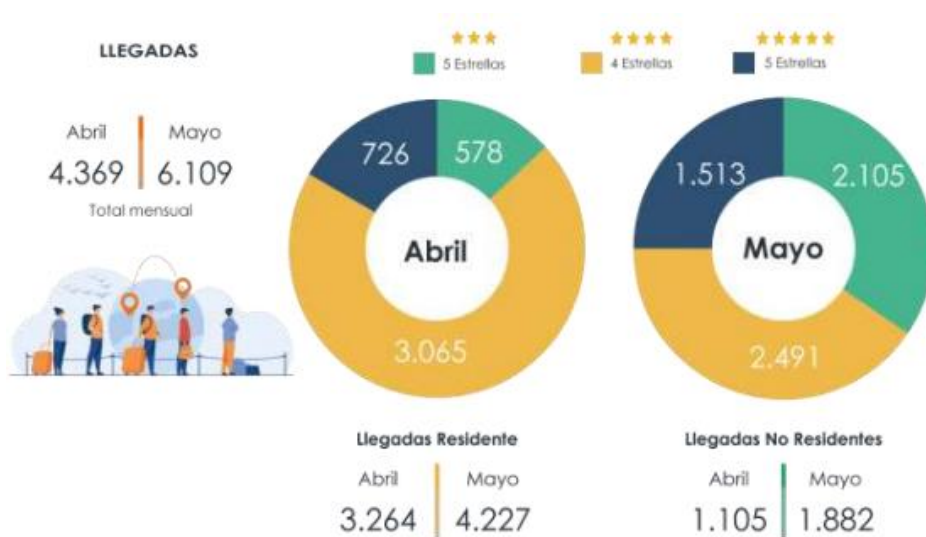 LLEGADAS
Abril Mayo
4.369 6.109
Total mensual
5 Estrellas 4 Estrellas 5 Estrellas
726 578
Abril
3.065
1.513 2.105
Mayo
2.491
Llegadas Residente
Abril Mayo
3.264 4.227
Llegadas No Residentes
Abril Mayo
1.105 1.882